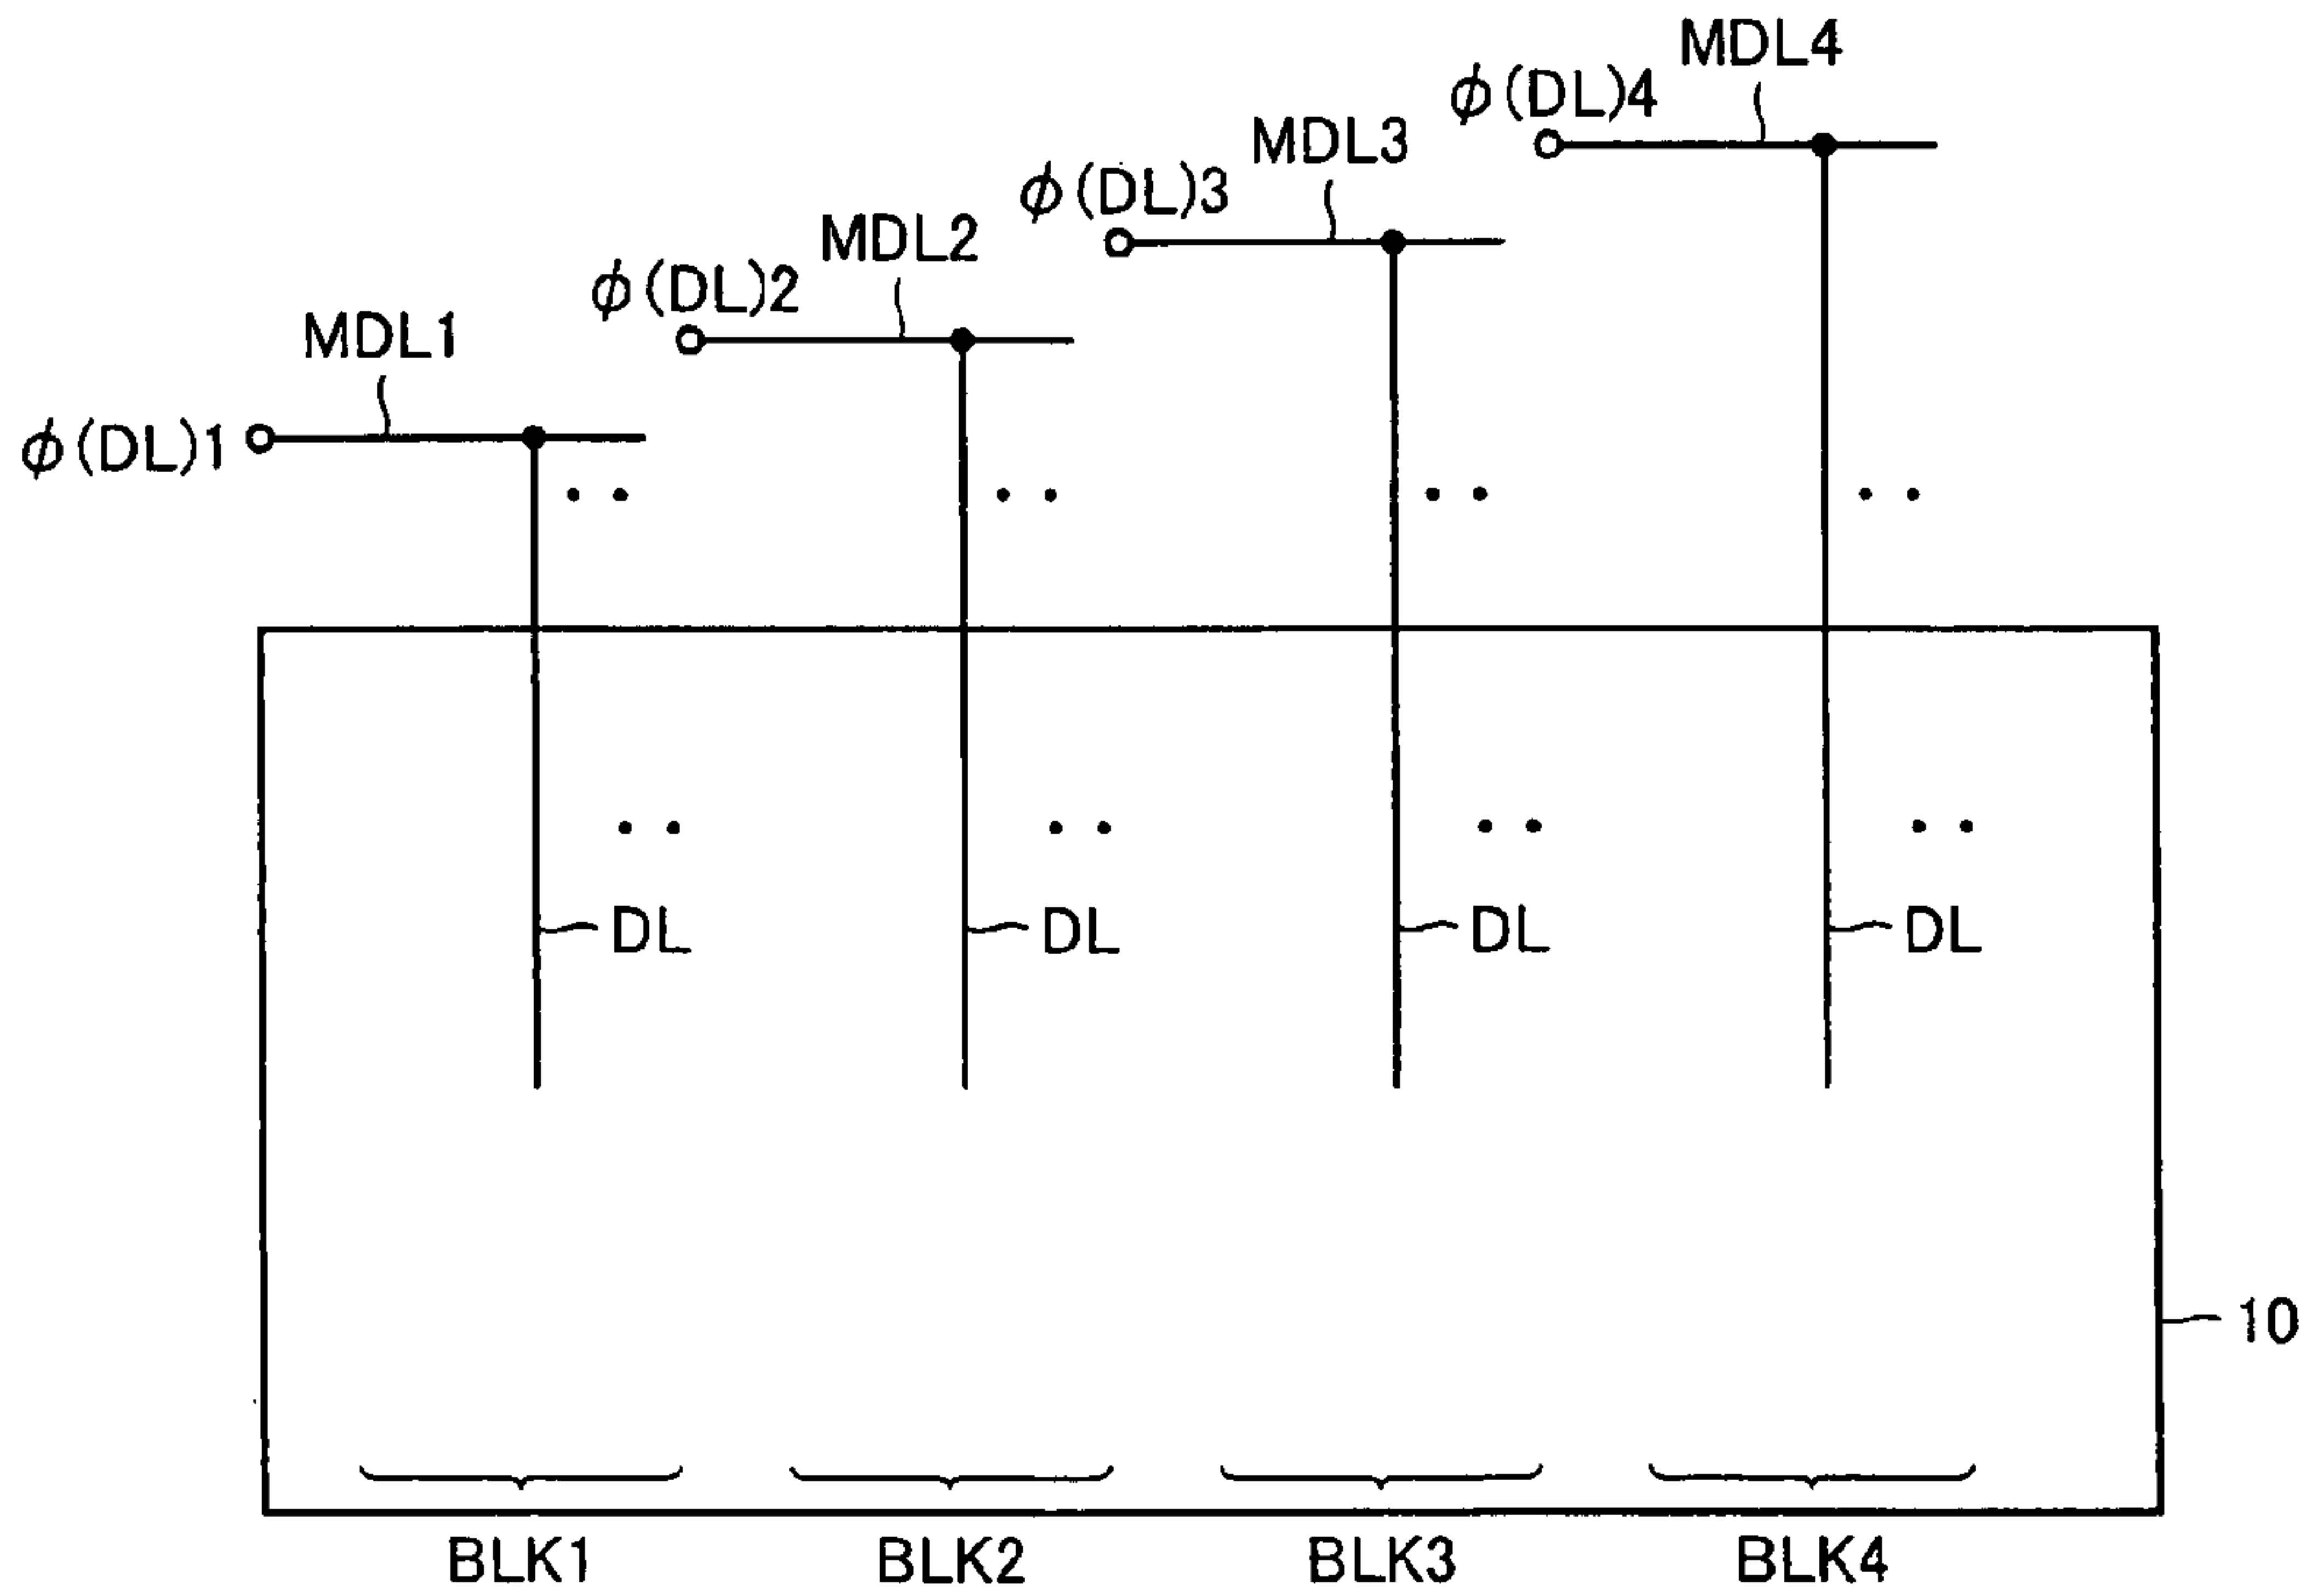 MDL4
ϕ(DL)4
MDL3
ϕ(DL)3
MDL2
ϕ(DL)2
MDL1
ϕ(DL)1
DL DL DL DL
10
BLK1 BLK2 BLK3 BLK4